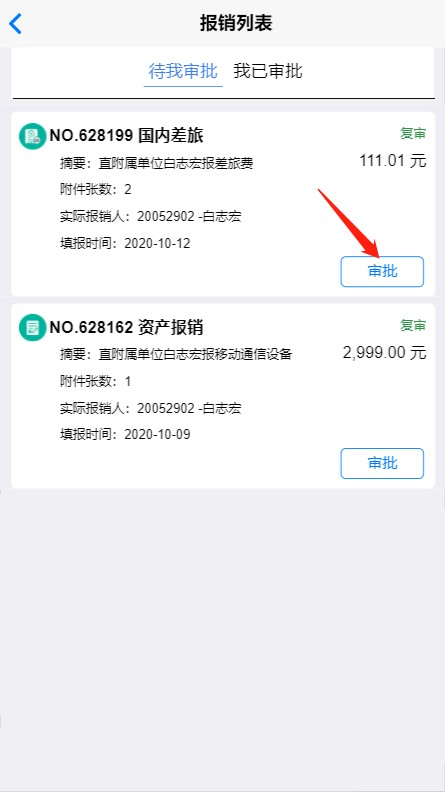 报销列表
待我审批 我已审批
NO.628199 国内差旅 复审
摘要：直附属单位白志宏报差旅费 111.01 元
附件张数：2
实际报销人：20052902 -白志宏
填报时间：2020-10-12
审批
NO.628162 资产报销 复审
摘要：直附属单位白志宏报移动通信设备 2,999.00 元
附件张数：1
实际报销人：20052902 -白志宏
填报时间：2020-10-09
审批